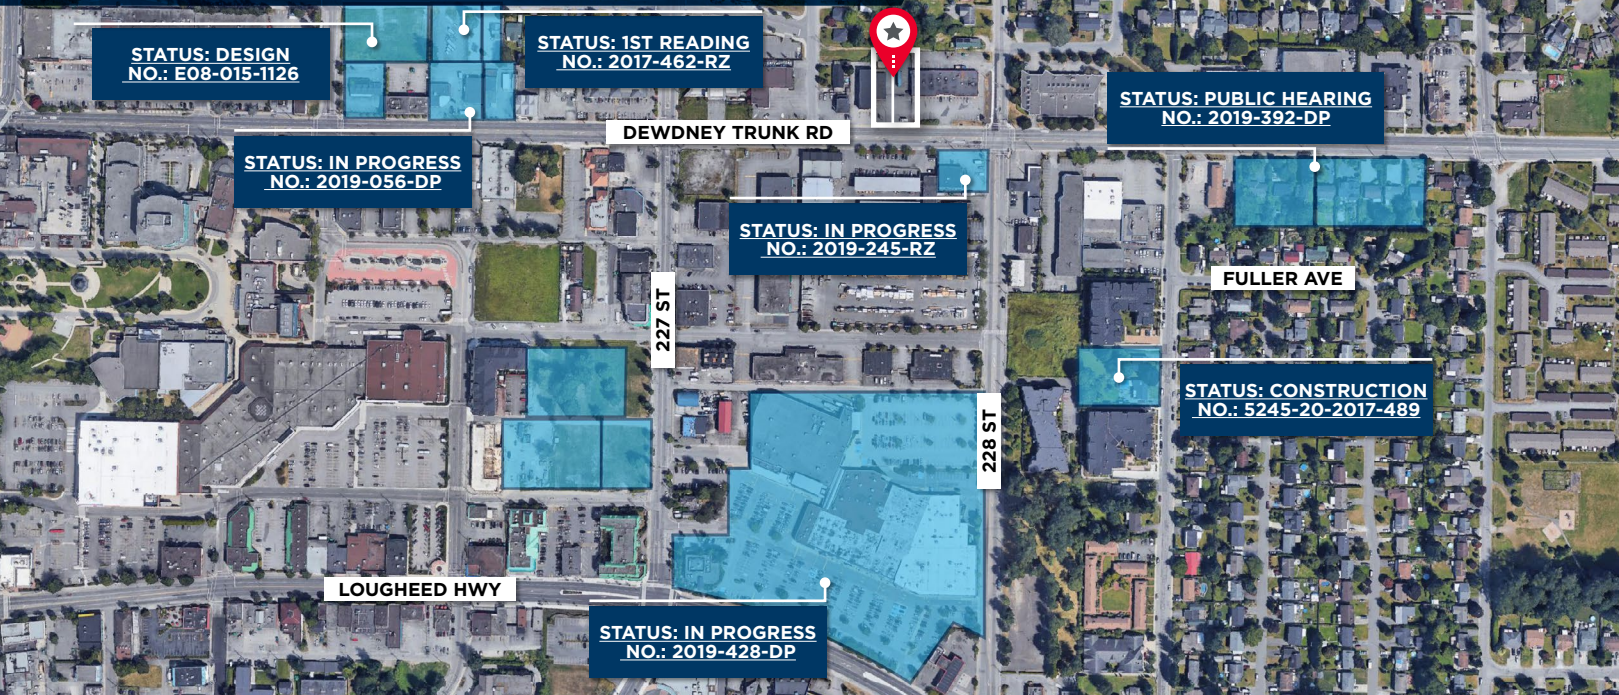 STATUS: DESIGN
NO.: E08-015-1126
STATUS: 1ST READING
NO.: 2017-462-RZ
STATUS: PUBLIC HEARING
NO.: 2019-392-DP
DEWDNEY TRUNK RD
STATUS: IN PROGRESS
NO.: 2019-056-DP
STATUS: IN PROGRESS
NO.: 2019-245-RZ
FULLER AVE
227 ST
STATUS: CONSTRUCTION
NO.: 5245-20-2017-489
228 ST
LOUGHEED HWY
STATUS: IN PROGRESS
NO.: 2019-428-DP